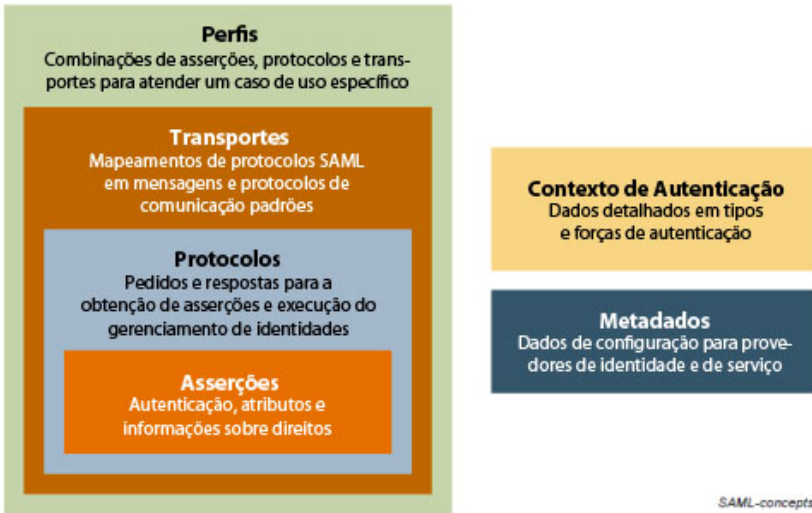 Perfis
Combinações de asserções, protocolos e trans-
portes para atender um caso de uso específico
Transportes
Mapeamentos de protocolos SAML
em mensagens e protocolos de
comunicação padrões
Protocolos
Pedidos e respostas para a
obtenção de asserções e execução do
gerenciamento de identidades
Asserções
Autenticação, atributos e
informações sobre direitos
Contexto de Autenticação
Dados detalhados em tipos
e forças de autenticação
Metadados
Dados de configuração para prove-
dores de identidade e de serviço
SAML-concepts